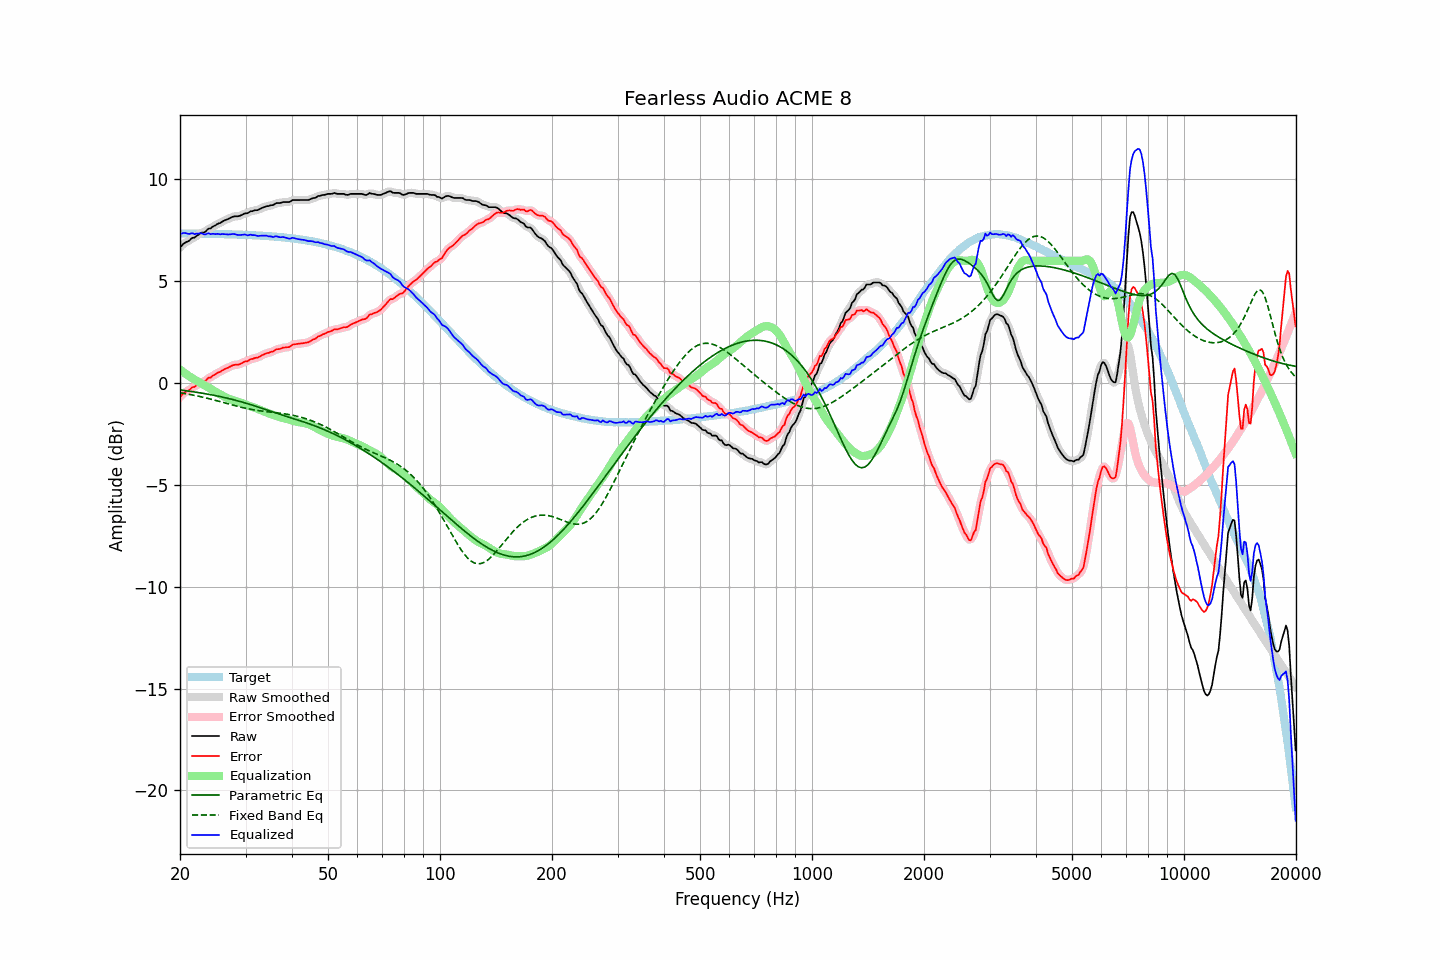 Fearless Audio ACME 8
Amplitude (dBr)
10
5
0
−5
−10
−15
−20
Target
Raw Smoothed
Error Smoothed
Raw
Error
Equalization
Parametric Eq
Fixed Band Eq
Equalized
20 50 100 200 500 1000 2000 5000 10000 20000
Frequency (Hz)